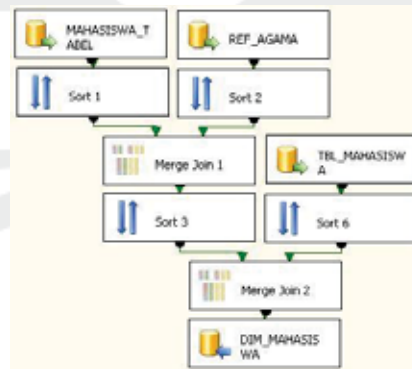 MAHASISWA_T
ABEL
REF_AGAMA
Sort 1
Sort 2
Merge Join 1
TBL_MAHASISW
A
Sort 3
Sort 6
Merge Join 2
DIM_MAHASIS
WA